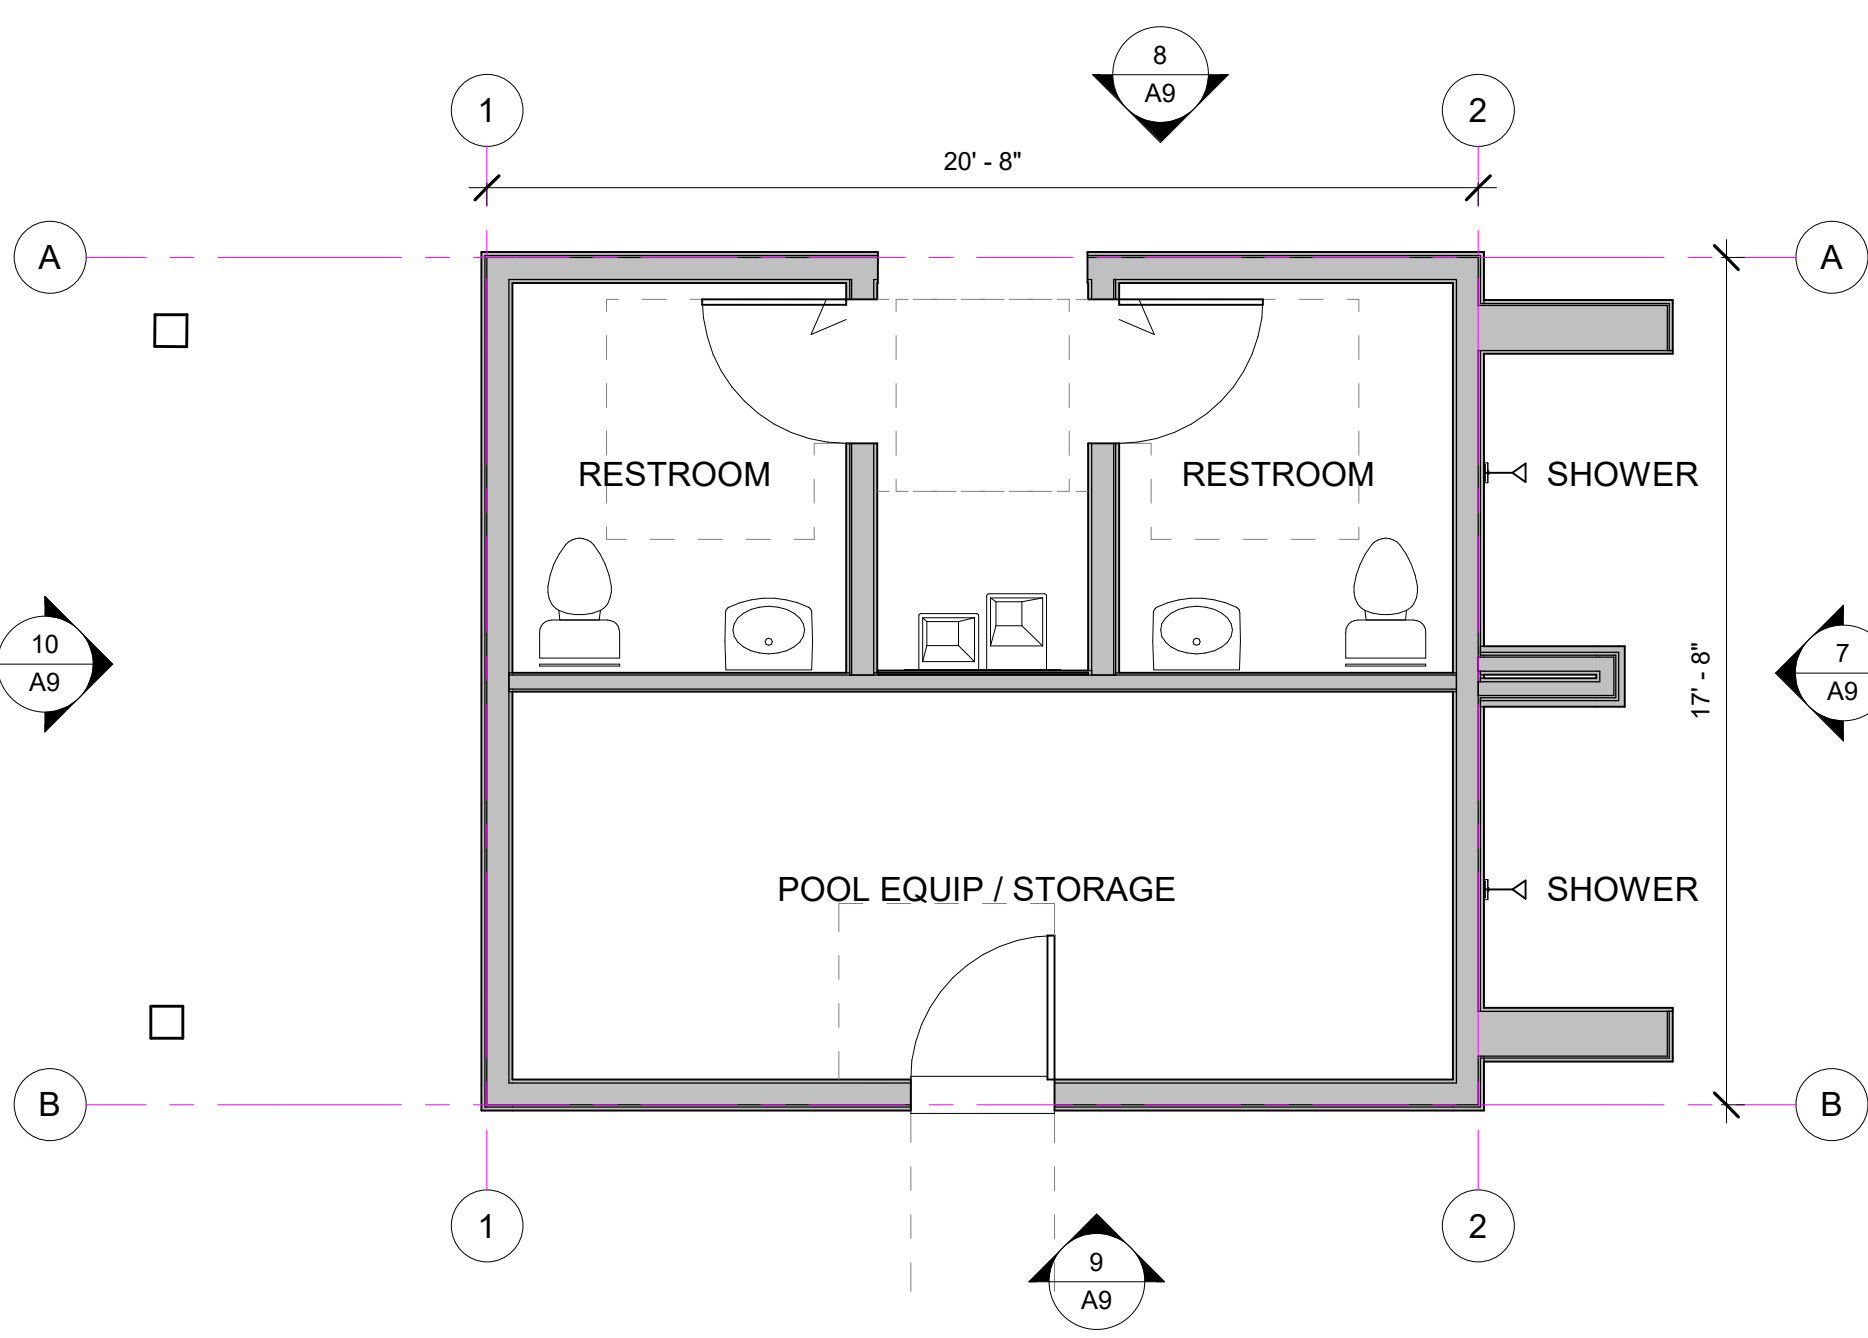 8
A9
1
2
20' - 8"
A
A
RESTROOM
RESTROOM
SHOWER
10
A9
7
A9
17' - 8"
POOL EQUIP / STORAGE
SHOWER
B
B
1
2
9
A9